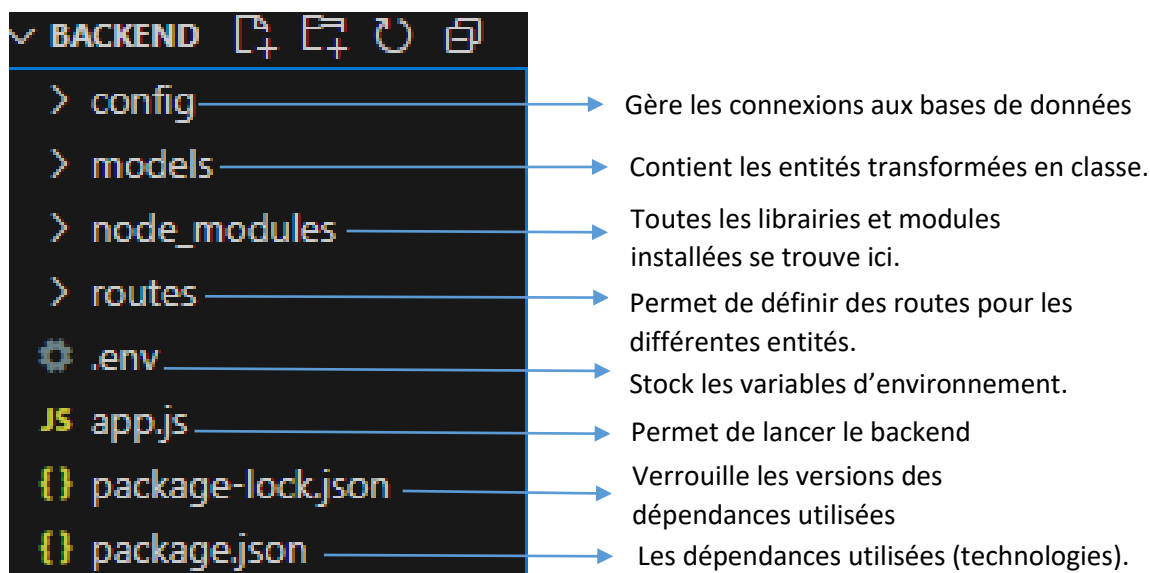 BACKEND
config
Gère les connexions aux bases de données
models
Contient les entités transformées en classe.
node_modules
Toutes les librairies et modules
installées se trouve ici.
routes
Permet de définir des routes pour les
différentes entités.
.env
Stock les variables d’environnement.
JS app.js
Permet de lancer le backend
{} package-lock.json
Verrouille les versions des
dépendances utilisées
{} package.json
Les dépendances utilisées (technologies).